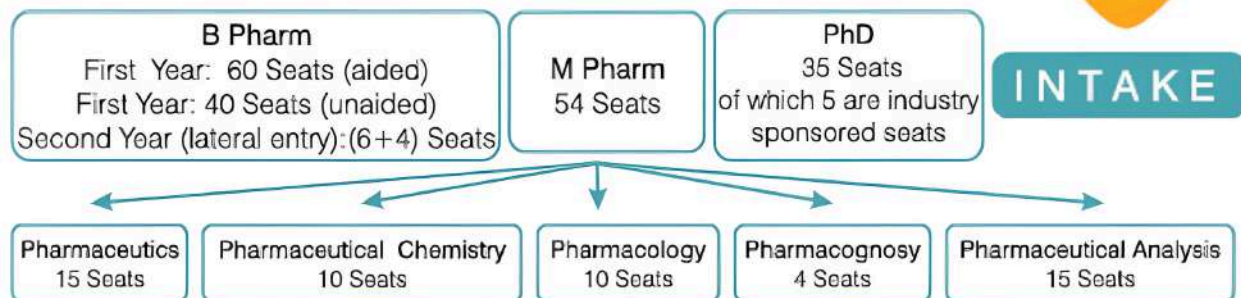 B Pharm
First Year: 60 Seats (aided)
First Year: 40 Seats (unaided)
Second Year (lateral entry):(6+4) Seats
M Pharm
54 Seats
PhD
35 Seats
of which 5 are industry
sponsored seats
INTAKE
Pharmaceutics
15 Seats
Pharmaceutical Chemistry
10 Seats
Pharmacology
10 Seats
Pharmacognosy
4 Seats
Pharmaceutical Analysis
15 Seats